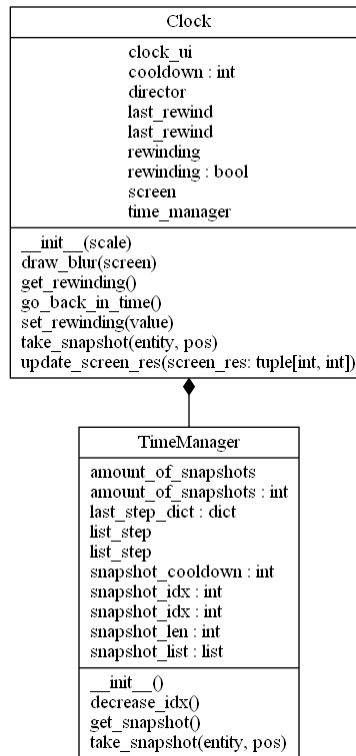 Clock
clock_ui
cooldown : int
director
last_rewind
last_rewind
rewinding
rewinding : bool
screen
time_manager
__init__(scale)
draw_blur(screen)
get_rewinding()
go_back_in_time()
set_rewinding(value)
take_snapshot(entity, pos)
update_screen_res(screen_res: tuple[int, int])
TimeManager
amount_of_snapshots
amount_of_snapshots : int
last_step_dict : dict
list_step
list_step
snapshot_cooldown : int
snapshot_idx : int
snapshot_idx : int
snapshot_len : int
snapshot_list : list
__init__()
decrease_idx()
get_snapshot()
take_snapshot(entity, pos)